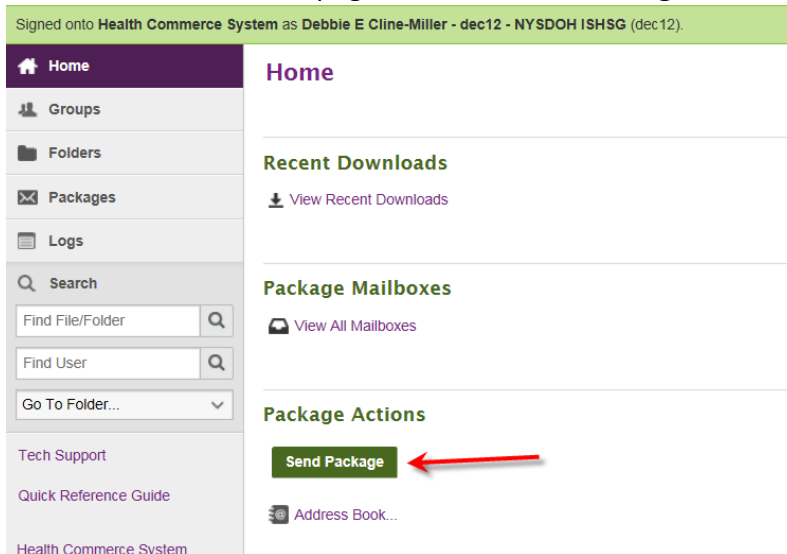 Signed onto Health Commerce System as Debbie E Cline-Miller - dec12 - NYSDOH ISHSG (dec12).
Home
Groups
Folders
Packages
Logs
Search
Find File/Folder
Find User
Go To Folder...
Tech Support
Quick Reference Guide
Health Commerce System
Home
Recent Downloads
View Recent Downloads
Package Mailboxes
View All Mailboxes
Package Actions
Send Package
Address Book...